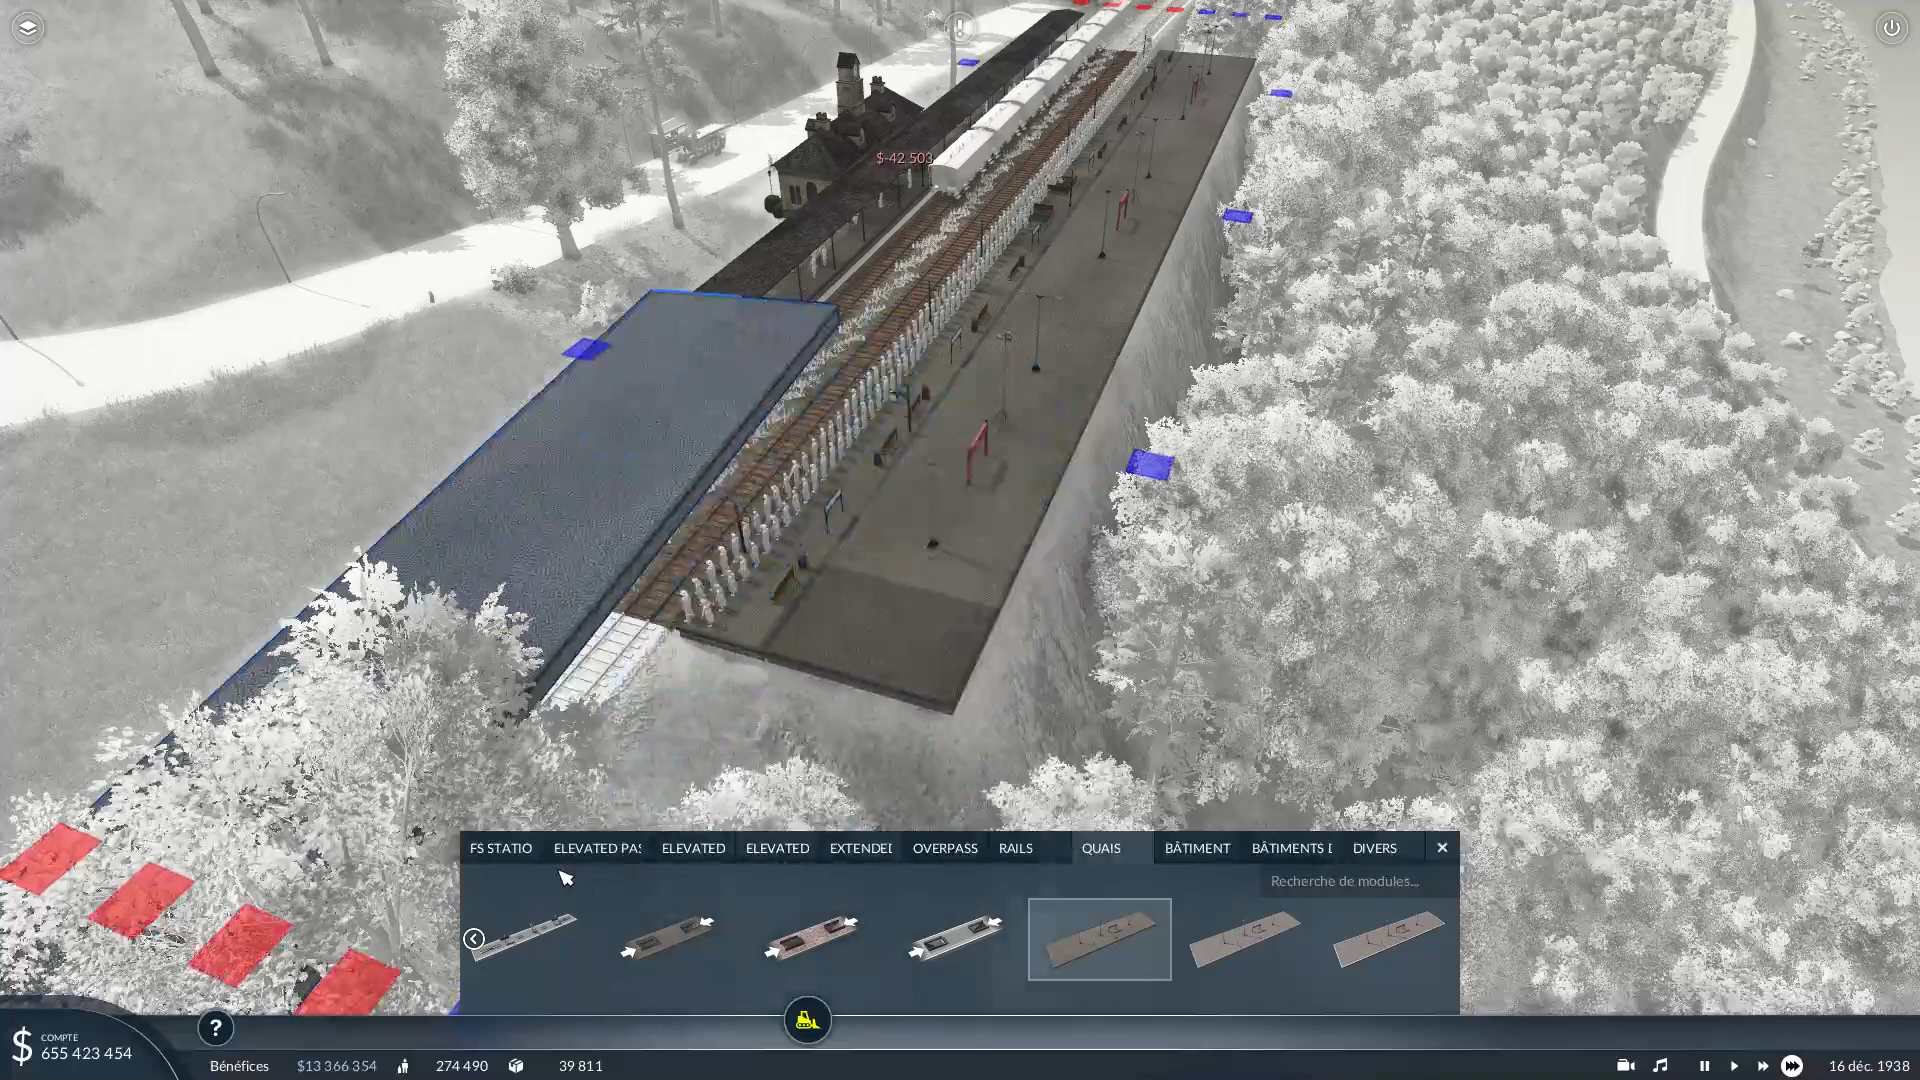 $-42 503
FS STATIO ELEVATED PAS ELEVATED ELEVATED EXTENDEI OVERPASS RAILS QUAIS BÂTIMENT BÂTIMENTS D DIVERS
Recherche de modules...
?
$ COMPTE
655 423 454
Bénéfices $13 366 354 274 490 39 811 16 déc. 1938